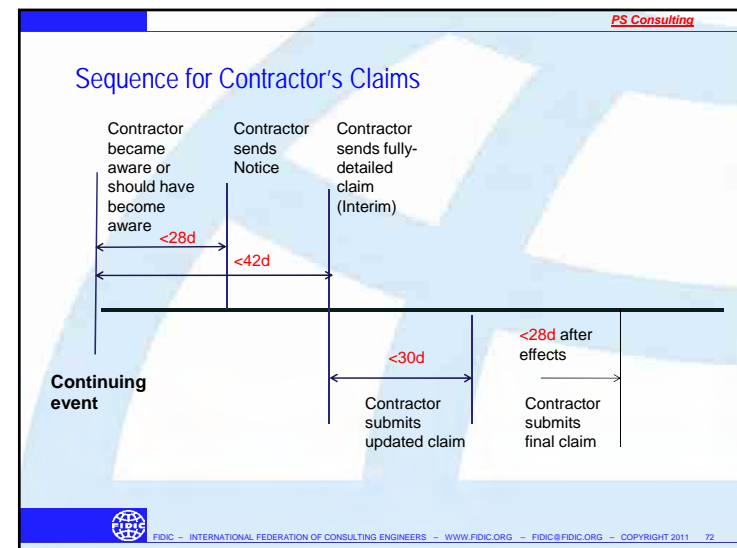 PS Consulting
Sequence for Contractor's Claims
Contractor
became
aware or
should have
become
aware
Contractor
sends
Notice
Contractor
sends fully-
detailed
claim
(Interim)
<28d
<42d
<30d
<28d after
effects
Continuing
event
Contractor
submits
updated claim
Contractor
submits
final claim
FIDIC
FIDIC – INTERNATIONAL FEDERATION OF CONSULTING ENGINEERS – WWW.FIDIC.ORG – FIDIC@FIDIC.ORG – COPYRIGHT 2011 72